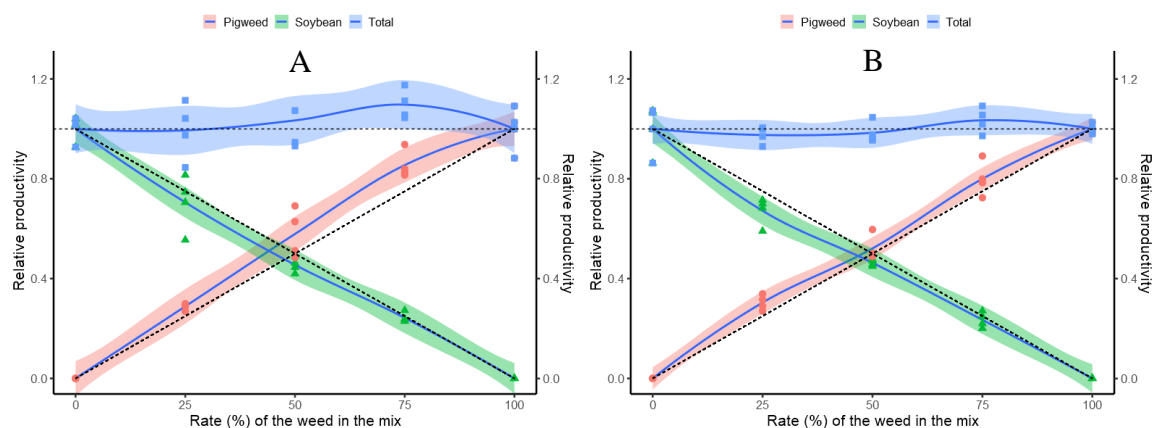 Pigweed Soybean Total
A
1.2
0.8
0.4
0.0
1.2
0.8
0.4
0.0
Relative productivity
Relative productivity
0 25 50 75 100
Rate (%) of the weed in the mix
Pigweed Soybean Total
B
1.2
0.8
0.4
0.0
1.2
0.8
0.4
0.0
Relative productivity
Relative productivity
0 25 50 75 100
Rate (%) of the weed in the mix